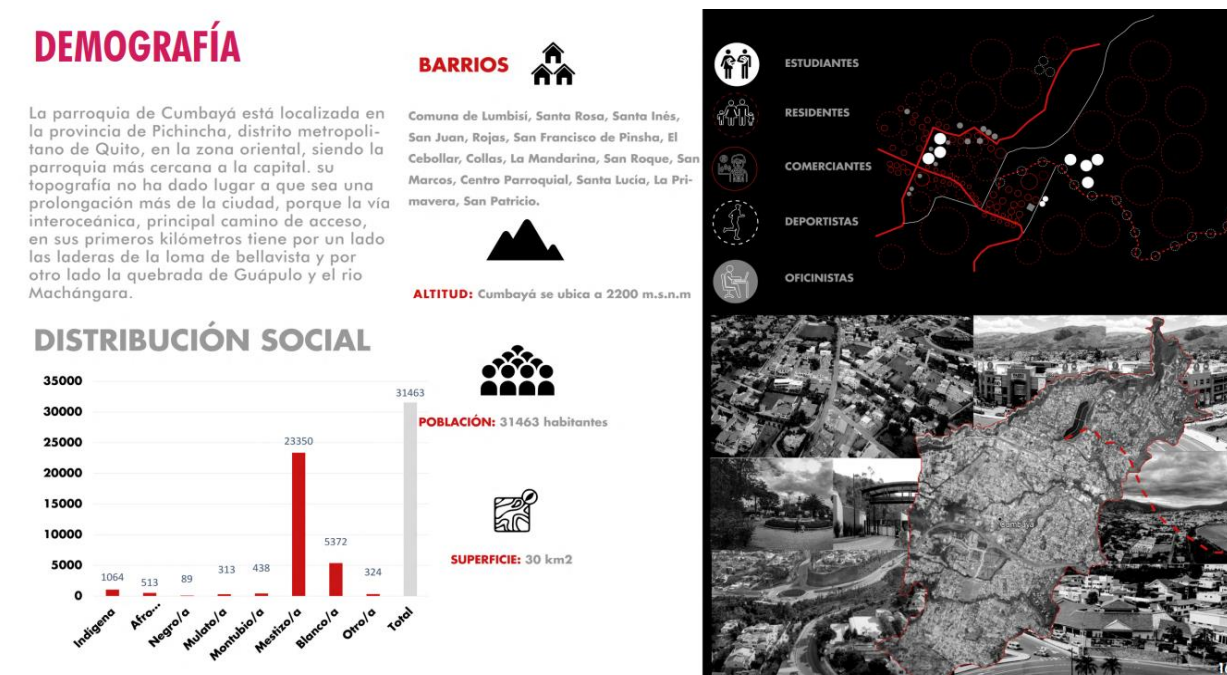 DEMOGRAFÍA
La parroquia de Cumbayá está localizada en
la provincia de Pichincha, distrito metropoli-
tano de Quito, en la zona oriental, siendo la
parroquia más cercana a la capital. su
topografía no ha dado lugar a que sea una
prolongación más de la ciudad, porque la vía
interoceánica, principal camino de acceso,
en sus primeros kilómetros tiene por un lado
las laderas de la loma de bellavista y por
otro lado la quebrada de Guápulo y el rio
Machángara.
DISTRIBUCIÓN SOCIAL
35000
30000
25000
20000
15000
10000
5000
0
1064
513
89
313
438
23350
5372
324
31463
Indígena
Afro...
Negro/a
Mulato/a
Montubio/a
Mestizo/a
Blanco/a
Otro/a
Total
BARRIOS
Comuna de Lumbisí, Santa Rosa, Santa Inés,
San Juan, Rojas, San Francisco de Pinsha, El
Cebollar, Collas, La Mandarina, San Roque, San
Marcos, Centro Parroquial, Santa Lucía, La Pri-
mavera, San Patricio.
ALTITUD: Cumbayá se ubica a 2200 m.s.n.m
POBLACIÓN: 31463 habitantes
SUPERFICIE: 30 km2
ESTUDIANTES
RESIDENTES
COMERCIANTES
DEPORTISTAS
OFICINISTAS
Cumbaya